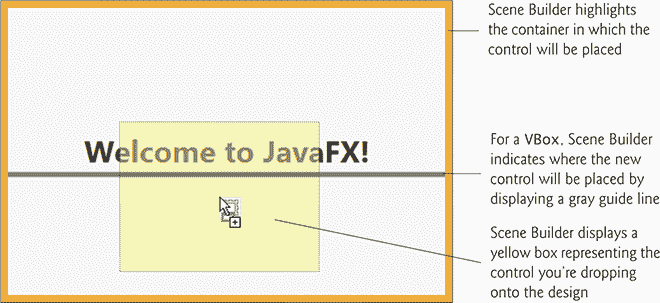 Scene Builder highlights
the container in which the
control will be placed
Welcome to JavaFX!
For a VBox, Scene Builder
indicates where the new
control will be placed by
displaying a gray guide line
Scene Builder displays a
yellow box representing the
control you're dropping
onto the design